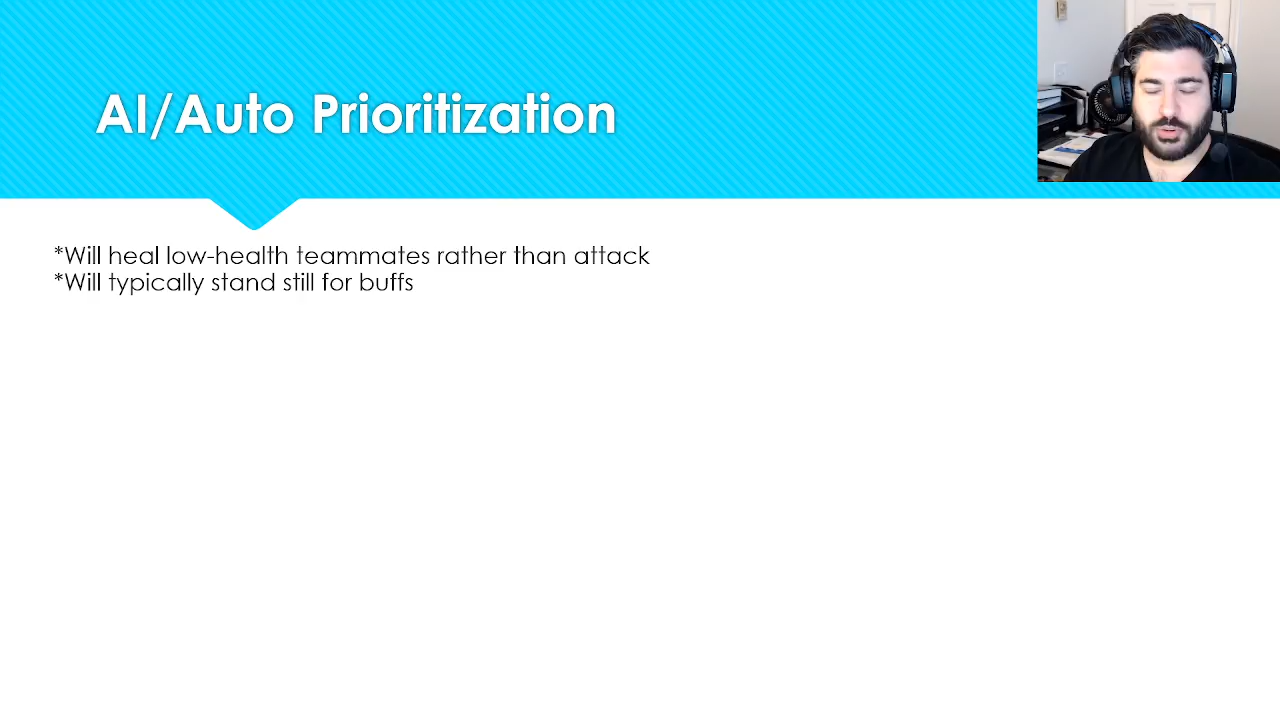 AI/Auto Prioritization
*Will heal low-health teammates rather than attack
*Will typically stand still for buffs